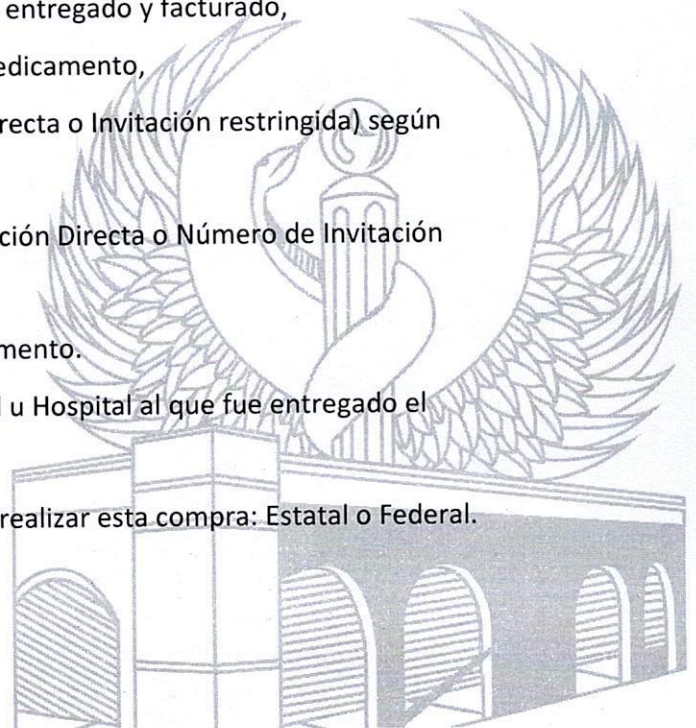 entregado y facturado,
edicamento,
recta o Invitación restringida) según
ción Directa o Número de Invitación
mento.
l u Hospital al que fue entregado el
realizar esta compra: Estatal o Federal.